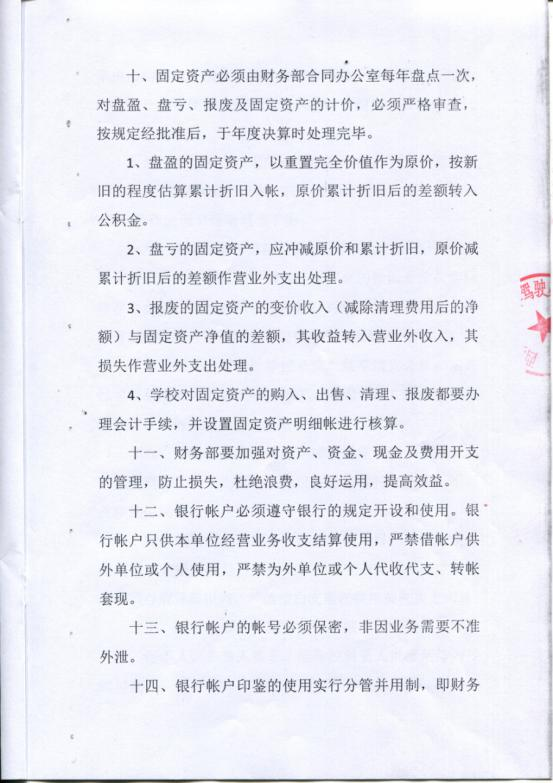 十、固定资产必须由财务部合同办公室每年盘点一次，
对盘盈、盘亏、报废及固定资产的计价，必须严格审查，
按规定经批准后，于年度决算时处理完毕。
1、盘盈的固定资产，以重置完全价值作为原价，按新
旧的程度估算累计折旧入帐，原价累计折旧后的差额转入
公积金。
2、盘亏的固定资产，应冲减原价和累计折旧，原价减
累计折旧后的差额作营业外支出处理。
3、报废的固定资产的变价收入（减除清理费用后的净
额）与固定资产净值的差额，其收益转入营业外收入，其
损失作营业外支出处理。
4、学校对固定资产的购入、出售、清理、报废都要办
理会计手续，并设置固定资产明细帐进行核算。
十一、财务部要加强对资产、资金、现金及费用开支
的管理，防止损失，杜绝浪费，良好运用，提高效益。
十二、银行帐户必须遵守银行的规定开设和使用。银
行帐户只供本单位经营业务收支结算使用，严禁借帐户供
外单位或个人使用，严禁为外单位或个人代收代支、转帐
套现。
十三、银行帐户的帐号必须保密，非因业务需要不准
外泄。
十四、银行帐户印鉴的使用实行分管并用制，即财务
驾驶